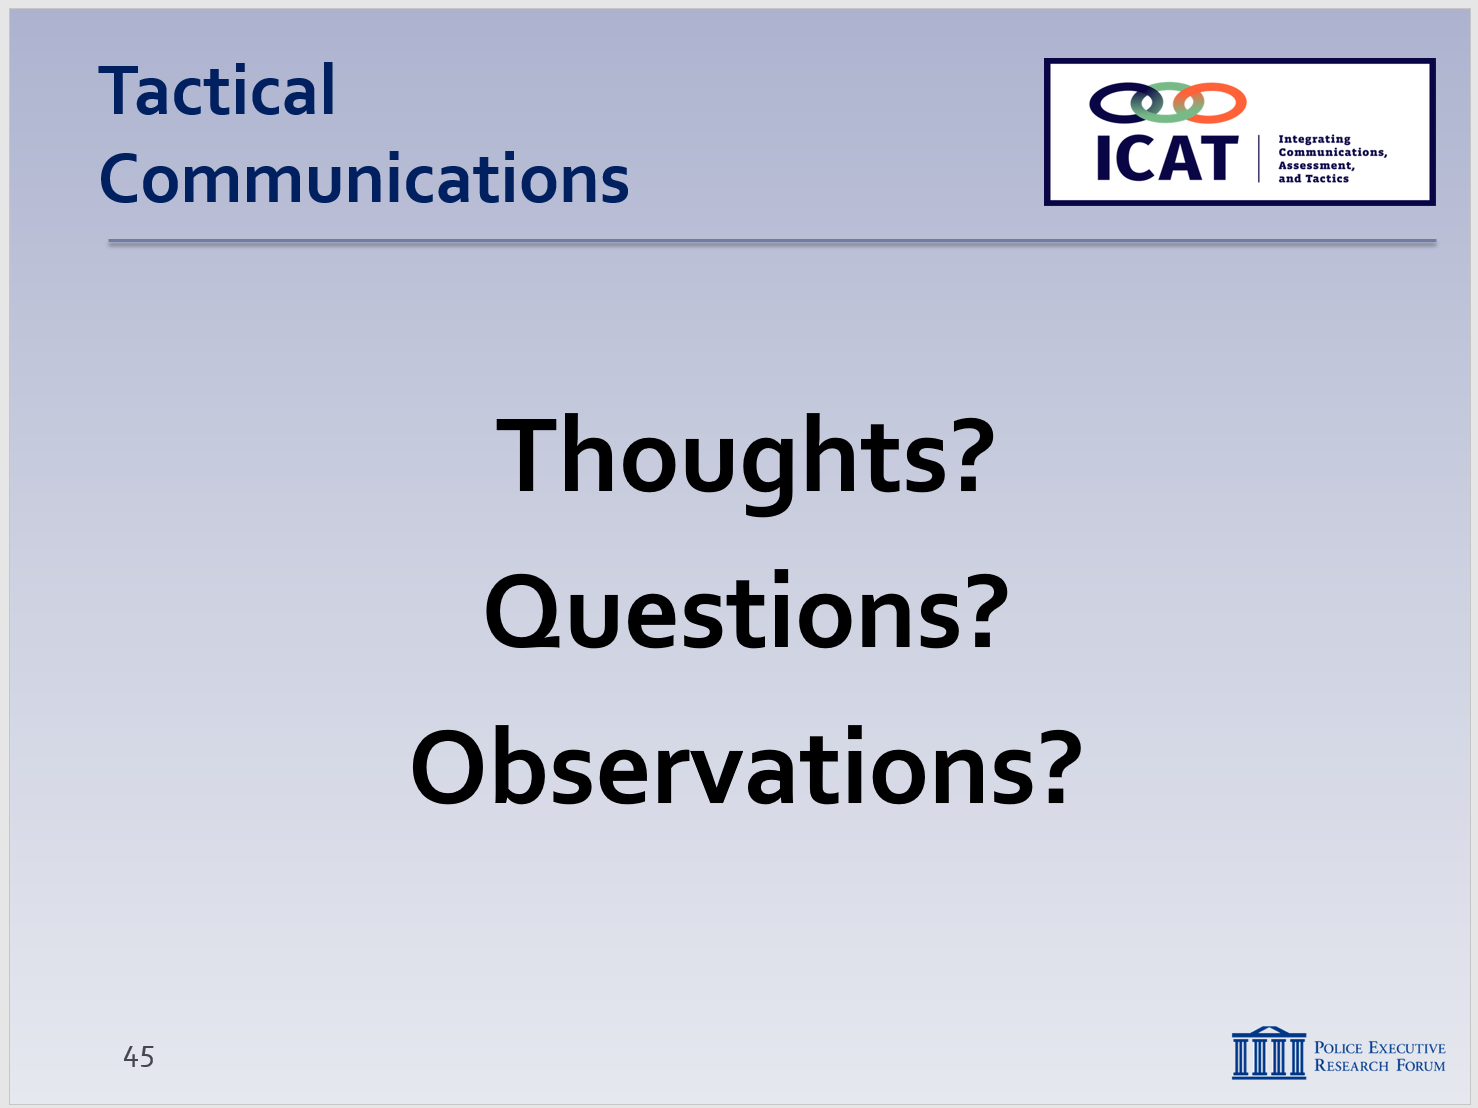 Tactical
Communications
ICAT
Integrating
Communications,
Assessment,
and Tactics
Thoughts?
Questions?
Observations?
45
POLICE EXECUTIVE
RESEARCH FORUM